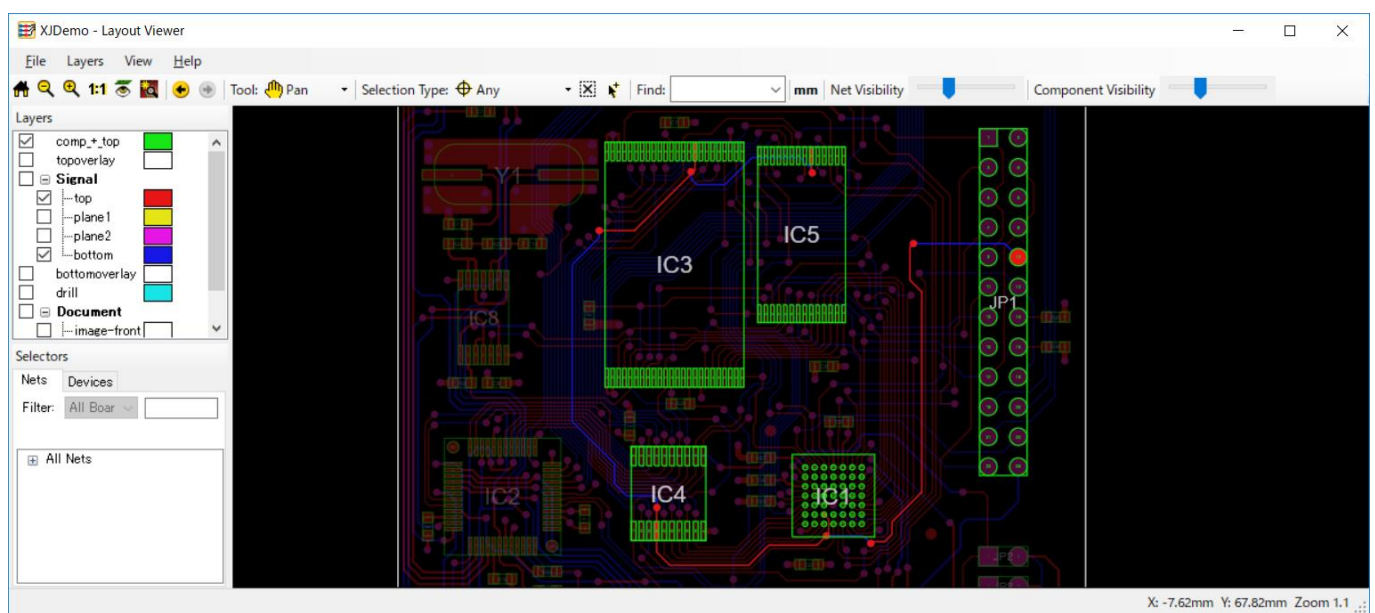 XJDemo - Layout Viewer
File Layers View Help
1:1 Tool: Pan Selection Type: Any Find: mm Net Visibility Component Visibility
Layers
comp_+_top
topoverlay
Signal
top
plane1
plane2
bottom
bottomoverlay
drill
Document
image-front
Selectors
Nets Devices
Filter: All Boar
All Nets
Y1
IC3
IC5
IC8
JP1
IC2
IC4
IC1
JP2
X: -7.62mm Y: 67.82mm Zoom 1.1